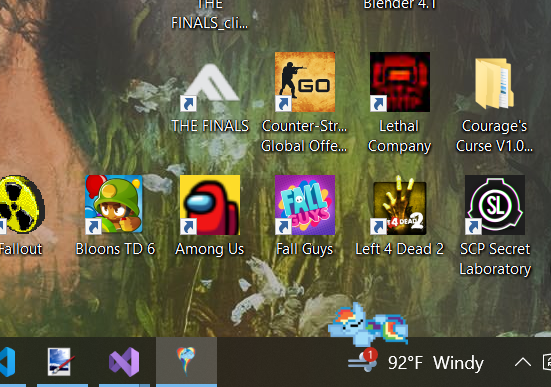 THE
Blender 4.1
FINALS_cli...
THE FINALS
GO
Counter-Str...
Global Offe...
Lethal
Company
Courage's
Curse V1.0...
Fallout
Bloons TD 6
Among Us
FALL
GUYS
Fall Guys
4 DEAD 2
Left 4 Dead 2
SL
SCP Secret
Laboratory
1
92°F Windy